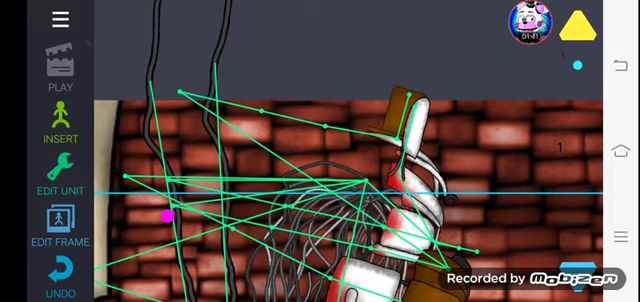 01:41
1
PLAY
INSERT
1
EDIT UNIT
EDIT FRAME
UNDO
Recorded by Mobizen